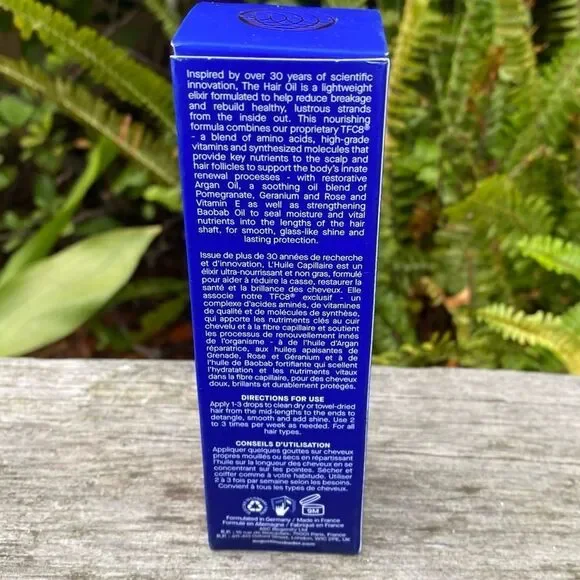 Inspired by over 30 years of scientific
innovation, The Hair Oil is a lightweight
elixir formulated to help reduce breakage
and rebuild healthy, lustrous strands
from the inside out. This nourishing
formula combines our proprietary TFC8®
- a blend of amino acids, high-grade
vitamins and synthesized molecules that
provide key nutrients to the scalp and
hair follicles to support the body's innate
renewal processes - with restorative
Argan Oil, a soothing oil blend of
Pomegranate, Geranium and Rose and
Vitamin E as well as strengthening
Baobab Oil to seal moisture and vital
nutrients into the lengths of the hair
shaft, for smooth, glass-like shine and
lasting protection.
Issue de plus de 30 années de recherche
et d'innovation, L'Huile Capillaire est un
élixir ultra-nourrissant et non gras, formulé
pour aider à réduire la casse, restaurer la
santé et la brillance des cheveux. Elle
associe notre TFC8® exclusif - un
complexe d'acides aminés, de vitamines
de qualité et de molécules de synthèse,
qui apporte les nutriments clés au cuir
chevelu et à la fibre capillaire et soutient
les processus de renouvellement innés
de l'organisme - à de l'huile d'Argan
réparatrice, aux huiles apaisantes de
Grenade, Rose et Géranium et à de
l'huile de Baobab fortifiante qui scellent
l'hydratation et les nutriments vitaux
dans la fibre capillaire, pour des cheveux
doux, brillants et durablement protégés.
DIRECTIONS FOR USE
Apply 1-3 drops to clean dry or towel-dried
hair from the mid-lengths to the ends to
detangle, smooth and add shine. Use 2
to 3 times per week as needed. For all
hair types.
CONSEILS D'UTILISATION
Appliquer quelques gouttes sur cheveux
propres mouillés ou secs en répartissant
l'huile sur la longueur des cheveux en se
concentrant sur les pointes. Sécher et
coiffer comme à votre habitude. Utiliser
2 à 3 fois par semaine selon les besoins.
Convient à tous les types de cheveux.
9M
Formulated in Germany / Made in France
Formulé en Allemagne / Fabriqué en France